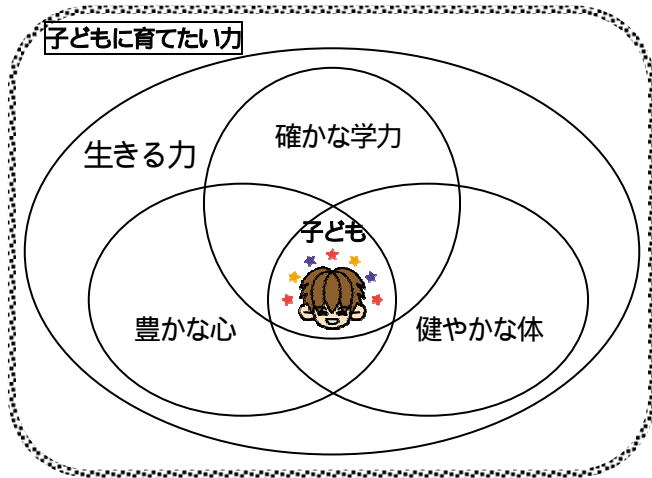 子どもに育てたい力
確かな学力
生きる力
子ども
豊かな心
健やかな体